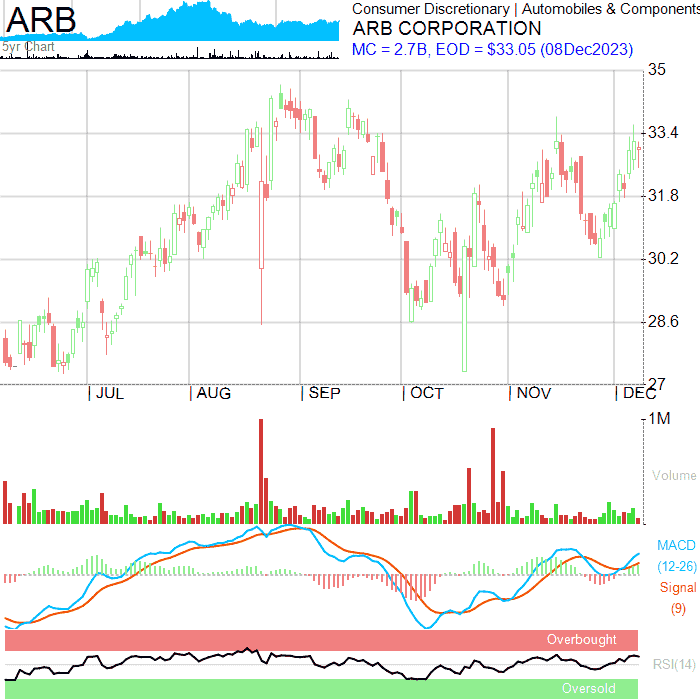 ARB
5yr Chart
Consumer Discretionary | Automobiles & Components
ARB CORPORATION
MC = 2.7B, EOD = $33.05 (08Dec2023)
35
33.4
31.8
30.2
28.6
27
JUL AUG SEP OCT NOV DEC
1M
Volume
MACD
(12-26)
Signal
(9)
Overbought
RSI(14)
Oversold